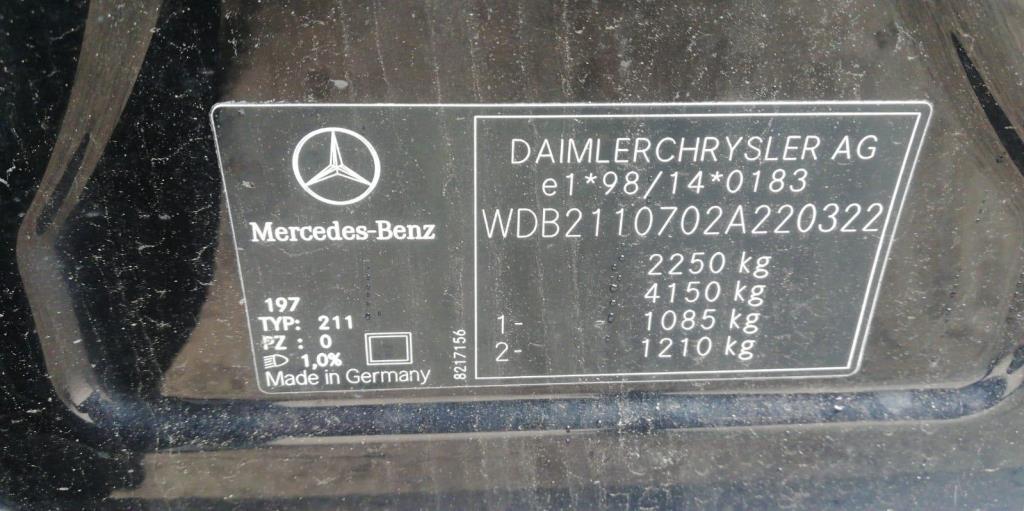 Mercedes-Benz
197
TYP: 211
PZ : 0
1,0%
Made in Germany
8217156
DAIMLERCHRYSLER AG
e1*98/14*0183
WDB2110702A220322
2250 kg
4150 kg
1- 1085 kg
2- 1210 kg